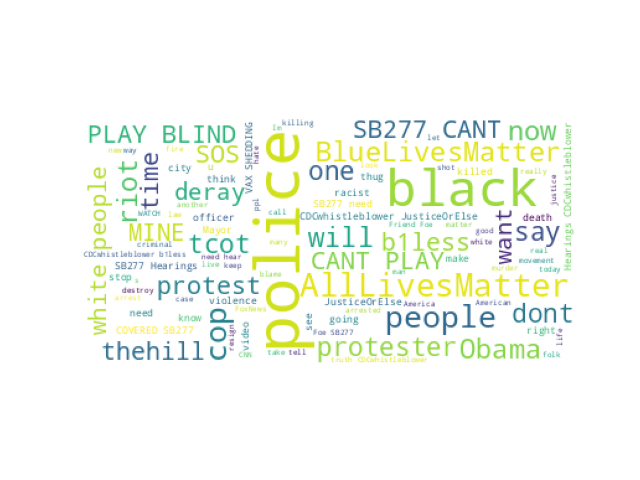 PLAY BLIND
new way fire
SOS
riot
time
city u
think
deray
white people
MINE
another
WATCH law
officer
Mayor
criminal
tcot
CDCwhistleblower b1less
need hear
SB277 Hearings
stop s
destroy
protest
arrest case violence
need know
FoxNews
COVERED SB277
thehill
cop
video
resign
CNN
VAX SHEDDING
hate
ppl
killing
Im
police
call
many
blame
see
take tell
SB277 CANT now
let
BlueLivesMatter
one
look
thug
shot killed really
racist
black
justice
SB277 need
death
CDCwhistleblower JusticeOrElse
Friend Foe matter
good
want
say
will b1less
white
real
man
movement
CANT PLAY make
murder today
Hearings CDCwhistleblower
AllLivesMatter
JusticeOrElse America American
arrested
going
people dont
Foe SB277
right
life
protester Obama
folk
truth CDCwhistleblower